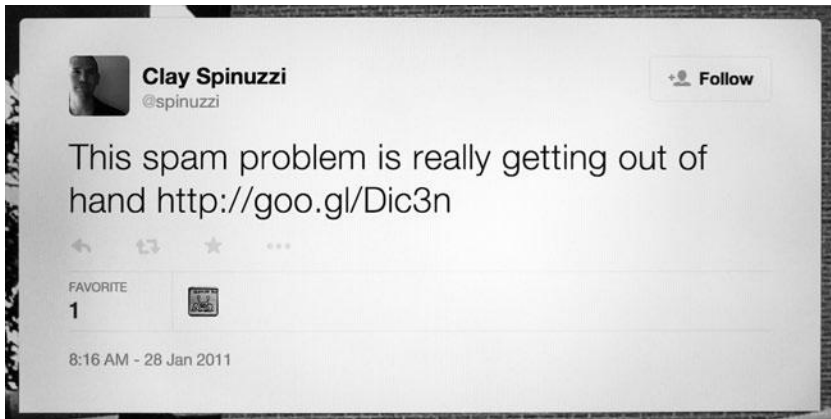 Clay Spinuzzi
@spinuzzi
Follow
This spam problem is really getting out of
hand http://goo.gl/Dic3n
FAVORITE
1
8:16 AM - 28 Jan 2011